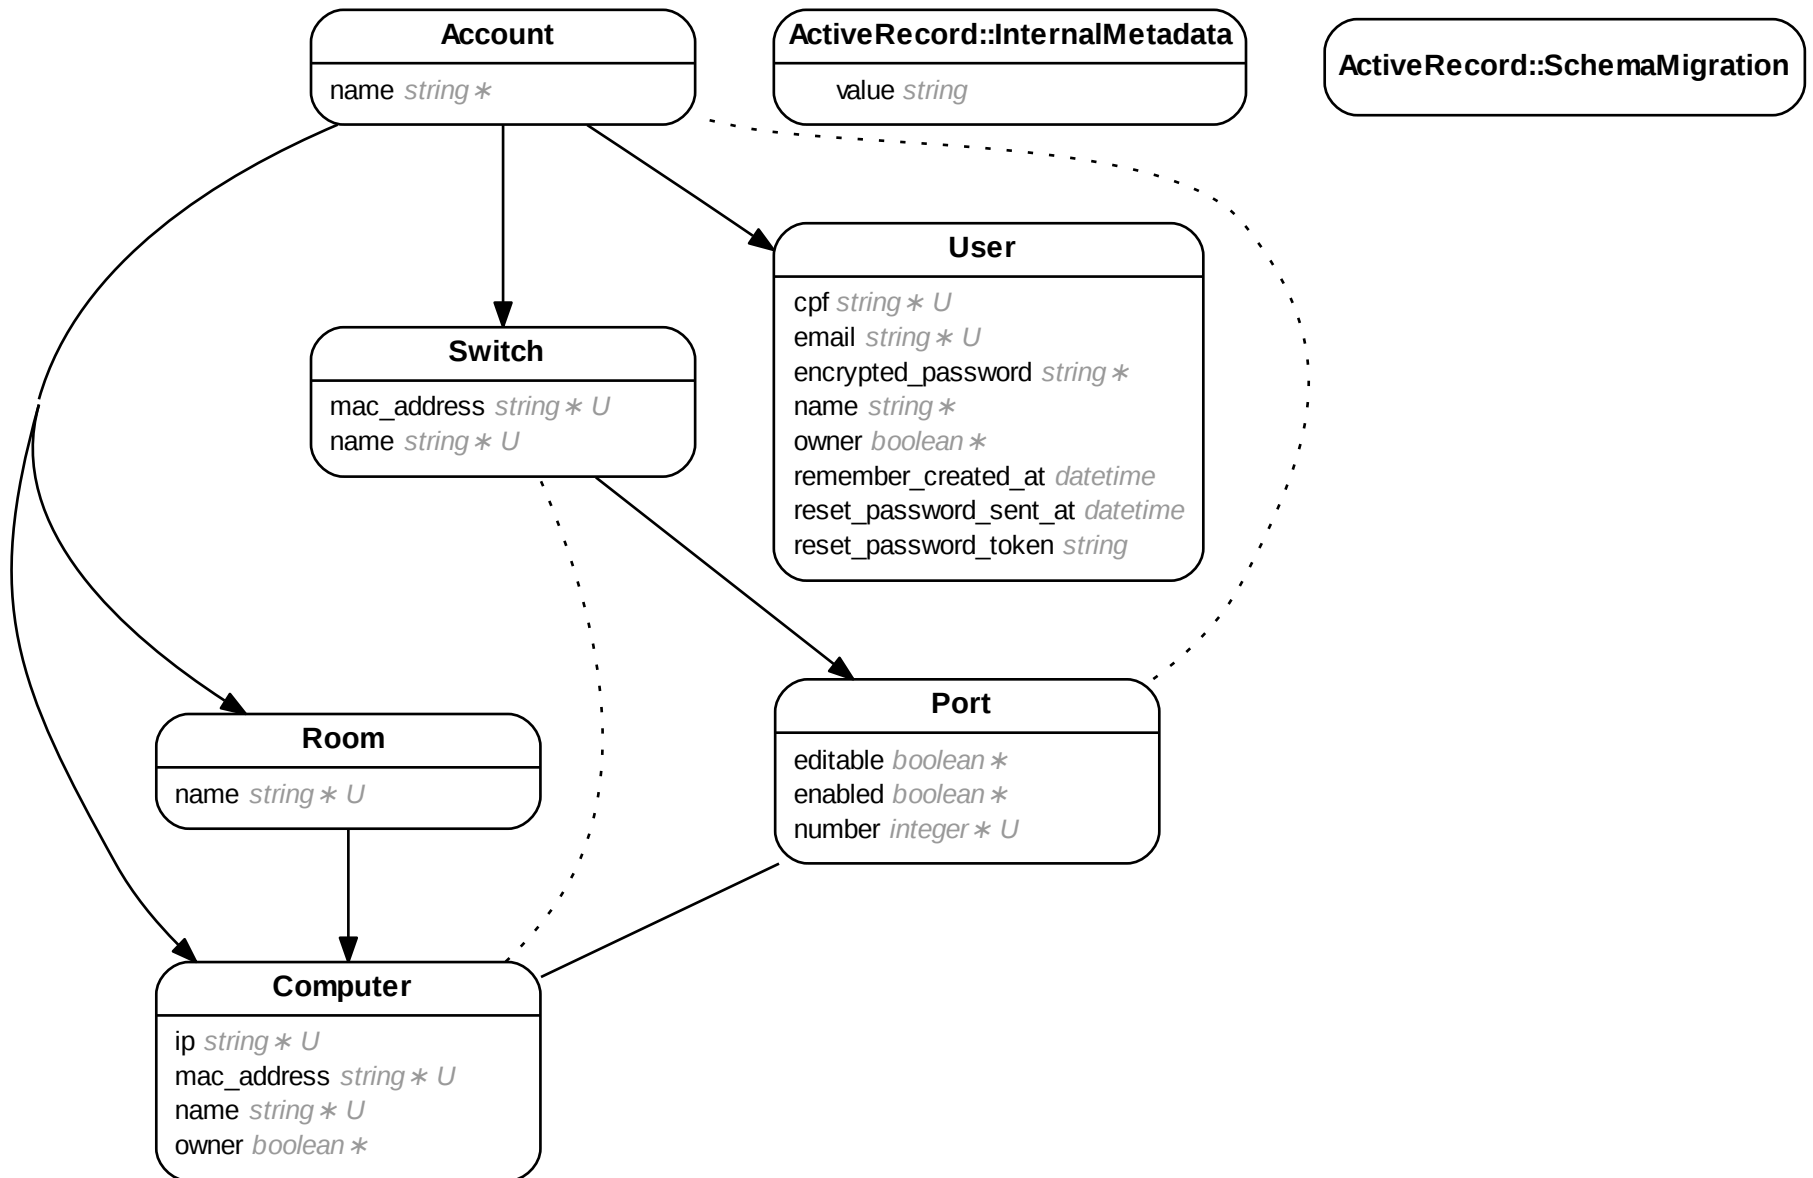 Account
name string∗
ActiveRecord::InternalMetadata
value string
ActiveRecord::SchemaMigration
User
cpf string∗ U
email string∗ U
encrypted_password string∗
name string∗
owner boolean∗
remember_created_at datetime
reset_password_sent_at datetime
reset_password_token string
Switch
mac_address string∗ U
name string∗ U
Room
name string∗ U
Port
editable boolean∗
enabled boolean∗
number integer∗ U
Computer
ip string∗ U
mac_address string∗ U
name string∗ U
owner boolean∗